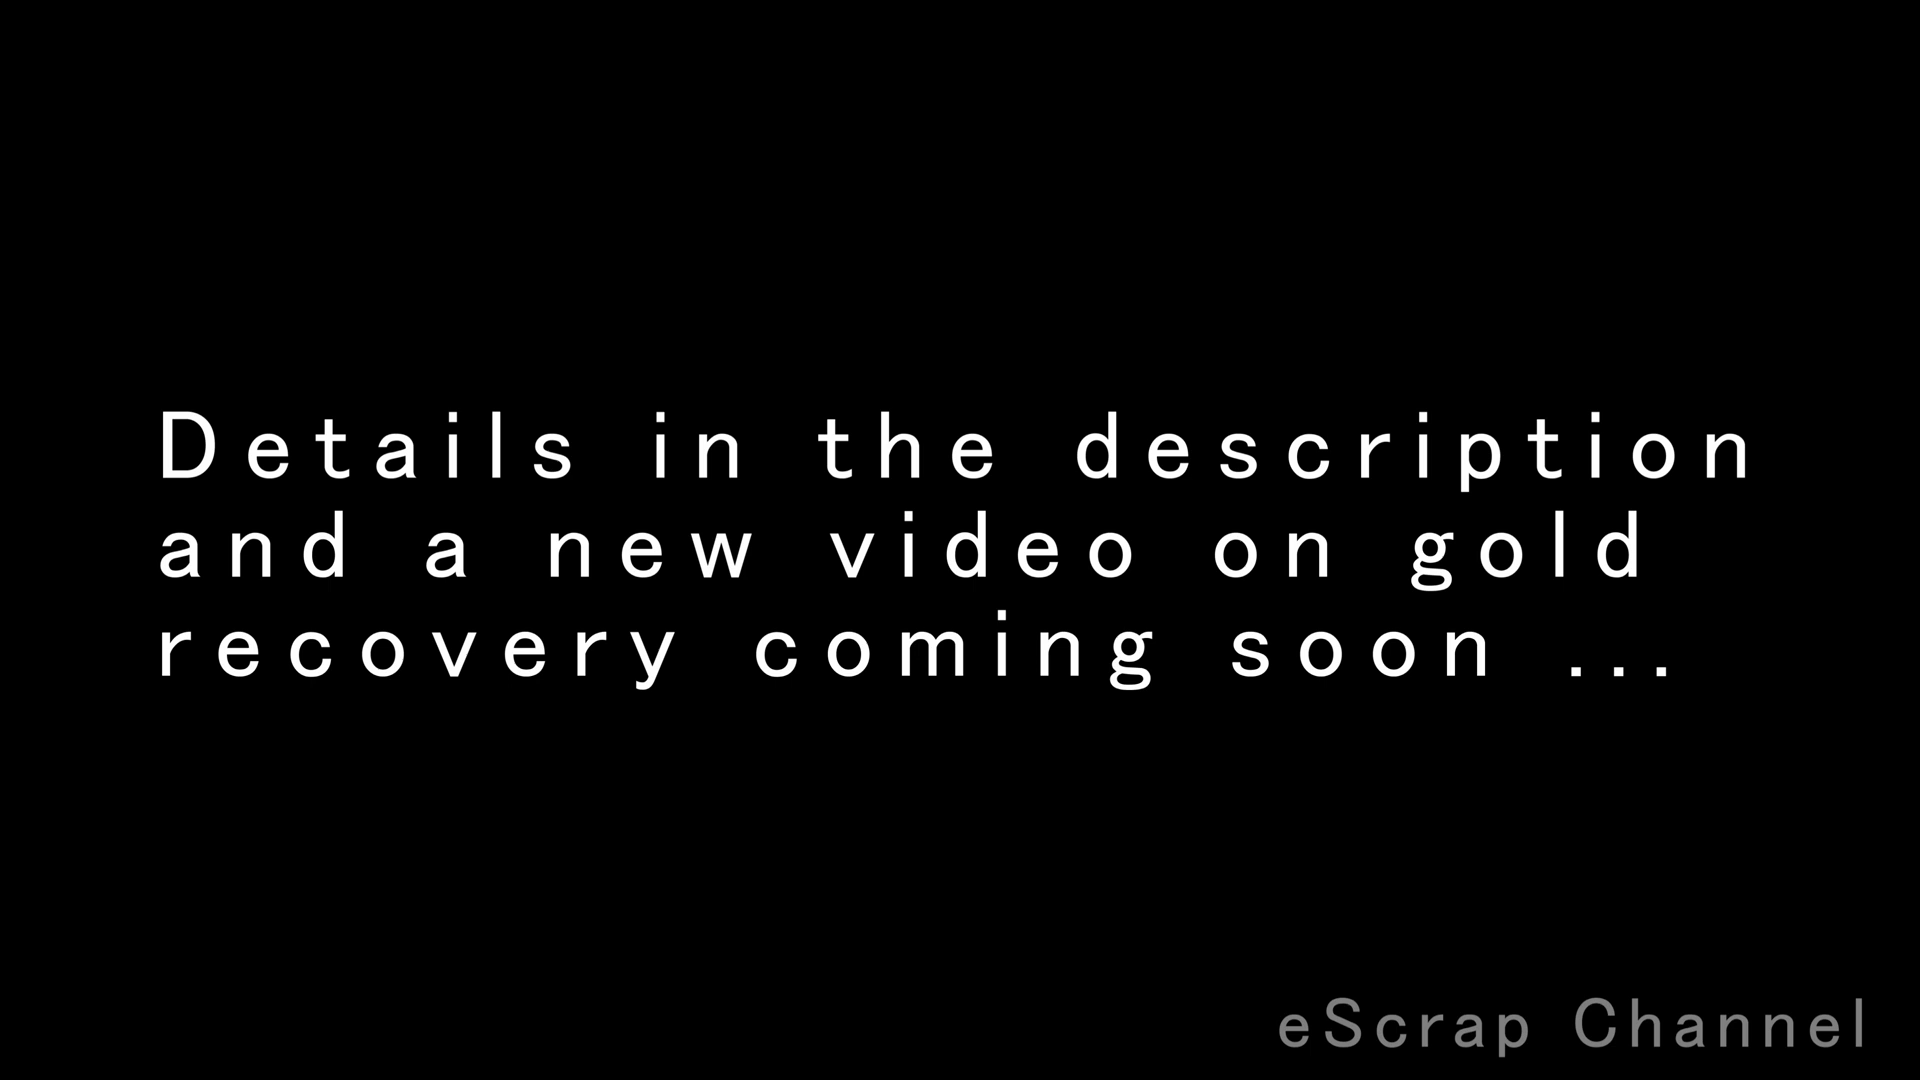 Details in the description
and a new video on gold
recovery coming soon ...
eScrap Channel